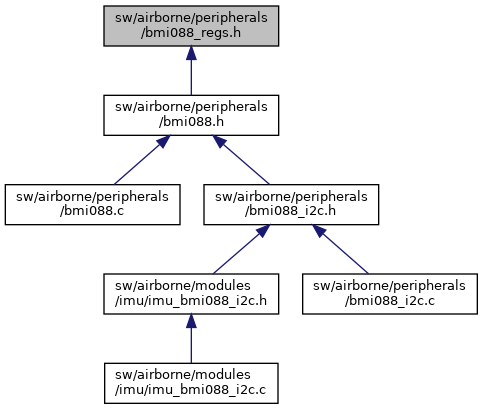 sw/airborne/peripherals
/bmi088_regs.h
sw/airborne/peripherals
/bmi088.h
sw/airborne/peripherals
/bmi088.c
sw/airborne/peripherals
/bmi088_i2c.h
sw/airborne/modules
/imu/imu_bmi088_i2c.h
sw/airborne/peripherals
/bmi088_i2c.c
sw/airborne/modules
/imu/imu_bmi088_i2c.c